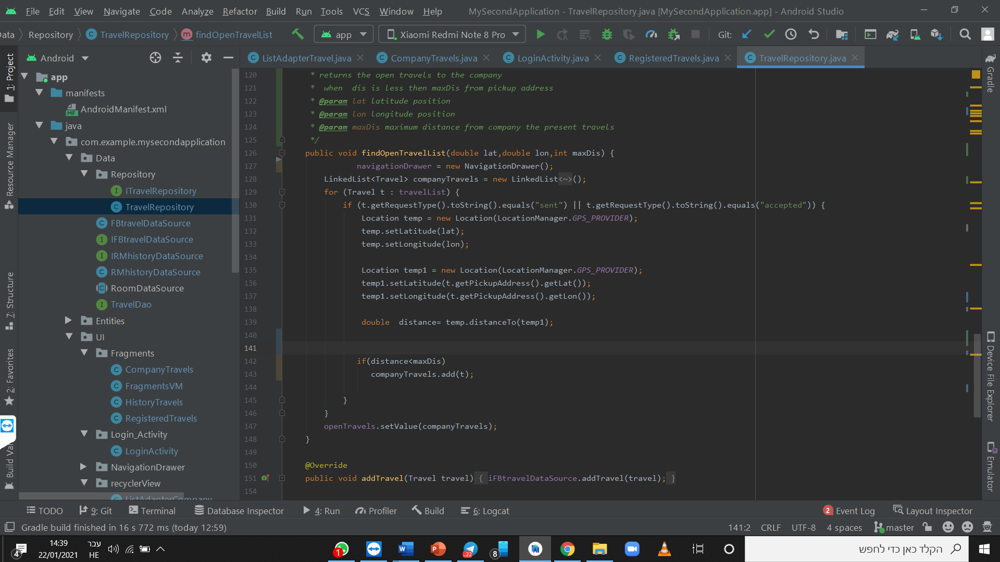 File Edit View Navigate Code Analyze Refactor Build Run Tools VCS Window Help MySecondApplication - TravelRepository.java [MySecondApplication.app] - Android Studio
ata Repository TravelRepository findOpenTravelList app Xiaomi Redmi Note 8 Pro Git:
Android
ListAdapterTravel.java CompanyTravels.java LoginActivity.java RegisteredTravels.java TravelRepository.java
1: Project
Resource Manager
7: Structure
2: Favorites
Build Var
app
manifests
AndroidManifest.xml
java
com.example.mysecondapplication
Data
Repository
ITravelRepository
TravelRepository
FBtravelDataSource
IFBtravelDataSource
IRMhistoryDataSource
RMhistoryDataSource
RoomDataSource
TravelDao
Entities
UI
Fragments
CompanyTravels
FragmentsVM
HistoryTravels
RegisteredTravels
Login_Activity
LoginActivity
NavigationDrawer
recyclerView
ListAdapterCompany
120 * returns the open travels to the company
121 * when dis is less then maxDis from pickup address
122 * @param lat latitude position
123 * @param lon longitude position
124 * @param maxDis maximum distance from company the present travels
125 */
126 public void findOpenTravelList(double lat,double lon,int maxDis) {
127 navigationDrawer = new NavigationDrawer();
128 LinkedList<Travel> companyTravels = new LinkedList<~>();
129 for (Travel t : travelList) {
130 if (t.getRequestType().toString().equals("sent") || t.getRequestType().toString().equals("accepted")) {
131 Location temp = new Location(LocationManager.GPS_PROVIDER);
132 temp.setLatitude(lat);
133 temp.setLongitude(lon);
134
135 Location temp1 = new Location(LocationManager.GPS_PROVIDER);
136 temp1.setLatitude(t.getPickupAddress().getLat());
137 temp1.setLongitude(t.getPickupAddress().getLon());
138
139 double distance= temp.distanceTo(temp1);
140
141
142 if(distance<maxDis)
143 companyTravels.add(t);
144
145 }
146 }
147 openTravels.setValue(companyTravels);
148 }
149
150 @Override
151 public void addTravel(Travel travel) { iFBtravelDataSource.addTravel(travel); }
154
Gradle
Device File Explorer
Emulator
TODO 9: Git Terminal Database Inspector 4: Run Profiler Build 6: Logcat 2 Event Log Layout Inspector
Gradle build finished in 16 s 772 ms (today 12:59) 141:2 CRLF UTF-8 4 spaces master
4 14:39 עבר
22/01/2021 HE
1 W P ..22 8
הקלד כאן כדי לחפש